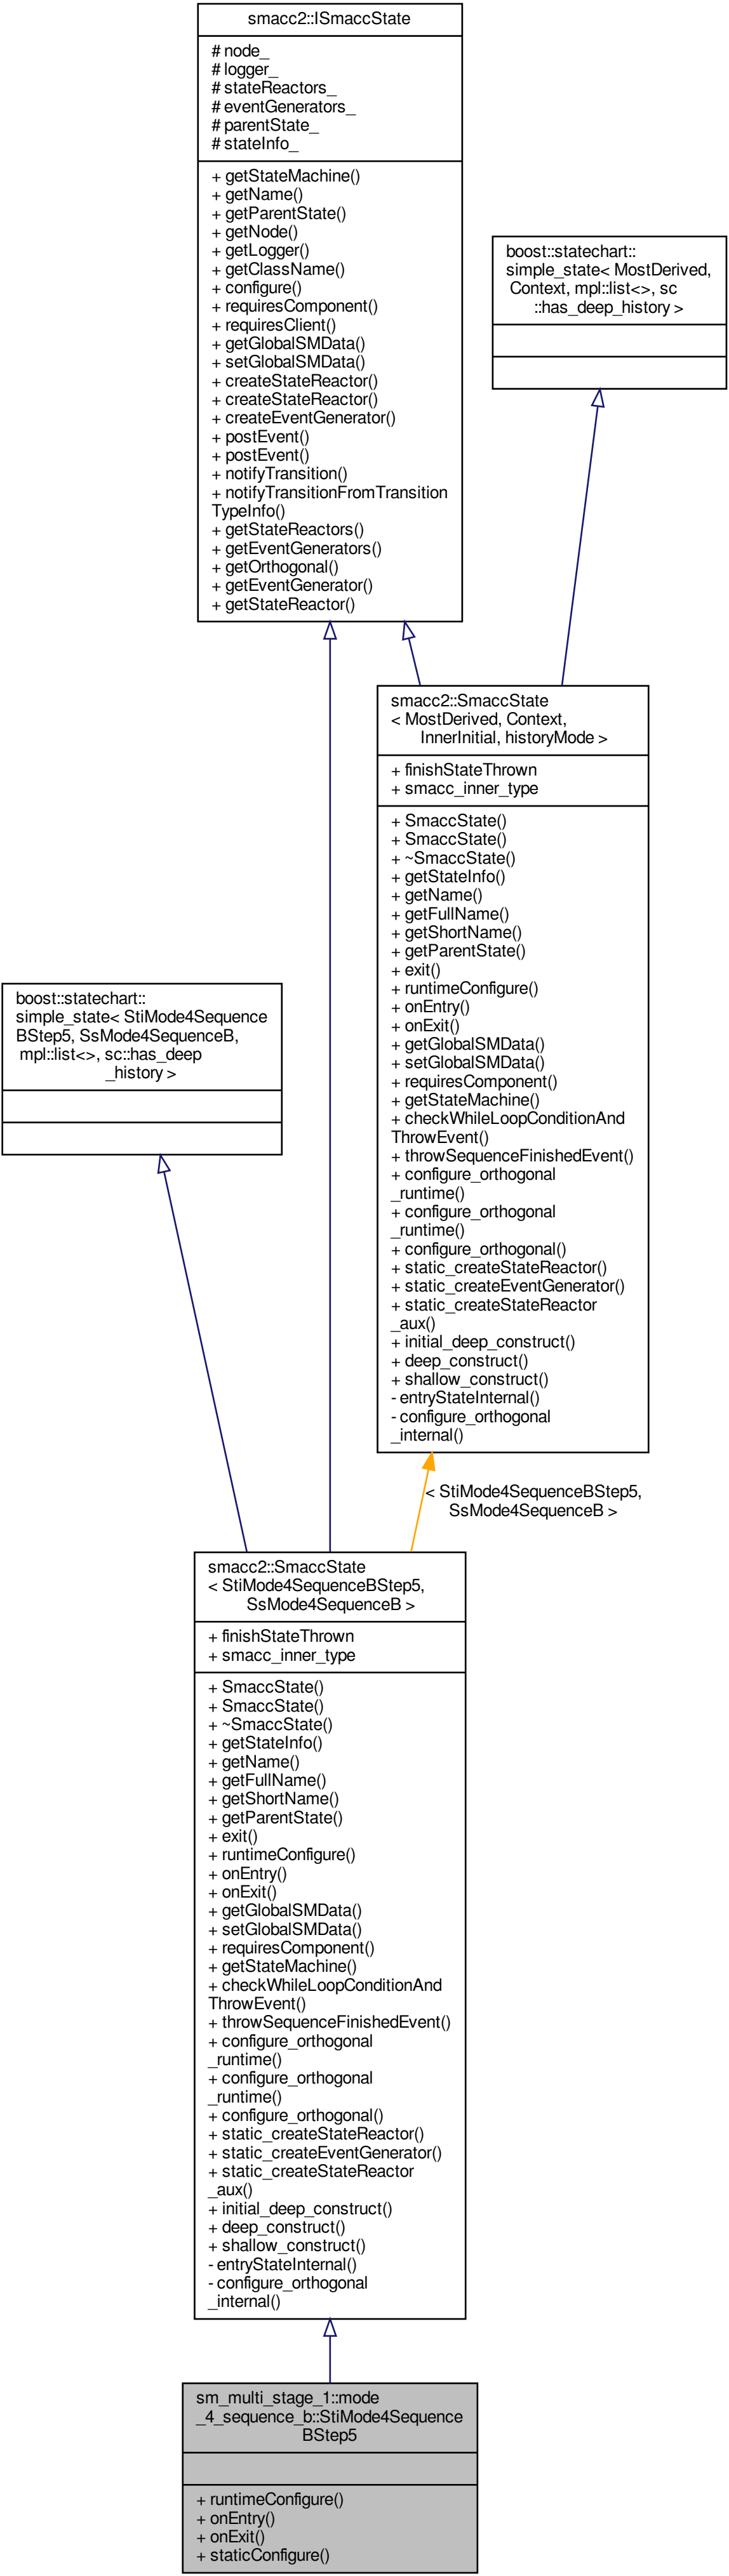 smacc2::ISmaccState
# node_
# logger_
# stateReactors_
# eventGenerators_
# parentState_
# stateInfo_
+ getStateMachine()
+ getName()
+ getParentState()
+ getNode()
+ getLogger()
+ getClassName()
+ configure()
+ requiresComponent()
+ requiresClient()
+ getGlobalSMData()
+ setGlobalSMData()
+ createStateReactor()
+ createStateReactor()
+ createEventGenerator()
+ postEvent()
+ postEvent()
+ notifyTransition()
+ notifyTransitionFromTransition
TypeInfo()
+ getStateReactors()
+ getEventGenerators()
+ getOrthogonal()
+ getEventGenerator()
+ getStateReactor()
boost::statechart::
simple_state< MostDerived,
Context, mpl::list<>, sc
::has_deep_history >
smacc2::SmaccState
< MostDerived, Context,
InnerInitial, historyMode >
+ finishStateThrown
+ smacc_inner_type
+ SmaccState()
+ SmaccState()
+ ~SmaccState()
+ getStateInfo()
+ getName()
+ getFullName()
+ getShortName()
+ getParentState()
+ exit()
+ runtimeConfigure()
+ onEntry()
+ onExit()
+ getGlobalSMData()
+ setGlobalSMData()
+ requiresComponent()
+ getStateMachine()
+ checkWhileLoopConditionAnd
ThrowEvent()
+ throwSequenceFinishedEvent()
+ configure_orthogonal
_runtime()
+ configure_orthogonal
_runtime()
+ configure_orthogonal()
+ static_createStateReactor()
+ static_createEventGenerator()
+ static_createStateReactor
_aux()
+ initial_deep_construct()
+ deep_construct()
+ shallow_construct()
- entryStateInternal()
- configure_orthogonal
_internal()
boost::statechart::
simple_state< StiMode4Sequence
BStep5, SsMode4SequenceB,
mpl::list<>, sc::has_deep
_history >
< StiMode4SequenceBStep5,
SsMode4SequenceB >
smacc2::SmaccState
< StiMode4SequenceBStep5,
SsMode4SequenceB >
+ finishStateThrown
+ smacc_inner_type
+ SmaccState()
+ SmaccState()
+ ~SmaccState()
+ getStateInfo()
+ getName()
+ getFullName()
+ getShortName()
+ getParentState()
+ exit()
+ runtimeConfigure()
+ onEntry()
+ onExit()
+ getGlobalSMData()
+ setGlobalSMData()
+ requiresComponent()
+ getStateMachine()
+ checkWhileLoopConditionAnd
ThrowEvent()
+ throwSequenceFinishedEvent()
+ configure_orthogonal
_runtime()
+ configure_orthogonal
_runtime()
+ configure_orthogonal()
+ static_createStateReactor()
+ static_createEventGenerator()
+ static_createStateReactor
_aux()
+ initial_deep_construct()
+ deep_construct()
+ shallow_construct()
- entryStateInternal()
- configure_orthogonal
_internal()
sm_multi_stage_1::mode
_4_sequence_b::StiMode4Sequence
BStep5
+ runtimeConfigure()
+ onEntry()
+ onExit()
+ staticConfigure()